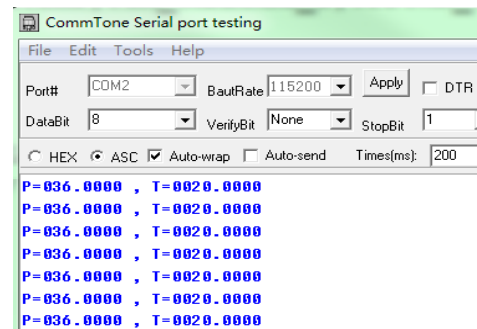 CommTone Serial port testing
File Edit Tools Help
Port# COM2 BautRate 115200 Apply DTR
DataBit 8 VerifyBit None StopBit 1
HEX ASC Auto-wrap Auto-send Times(ms): 200
P=036.0000 , T=0020.0000
P=036.0000 , T=0020.0000
P=036.0000 , T=0020.0000
P=036.0000 , T=0020.0000
P=036.0000 , T=0020.0000
P=036.0000 , T=0020.0000
P=036.0000 , T=0020.0000